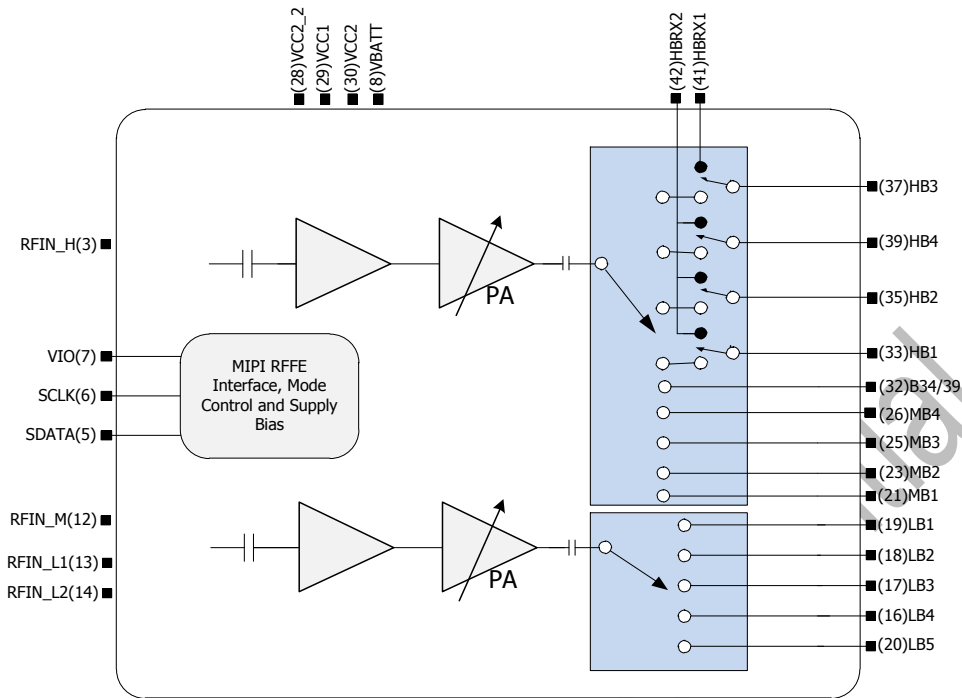 (28)VCC2_2
(29)VCC1
(30)VCC2
(8)VBATT
(42)HBRX2
(41)HBRX1
RFIN_H(3)
PA
(37)HB3
(39)HB4
(35)HB2
(33)HB1
(32)B34/39
(26)MB4
(25)MB3
(23)MB2
(21)MB1
VIO(7)
SCLK(6)
SDATA(5)
MIPI RFFE
Interface, Mode
Control and Supply
Bias
RFIN_M(12)
RFIN_L1(13)
RFIN_L2(14)
PA
(19)LB1
(18)LB2
(17)LB3
(16)LB4
(20)LB5